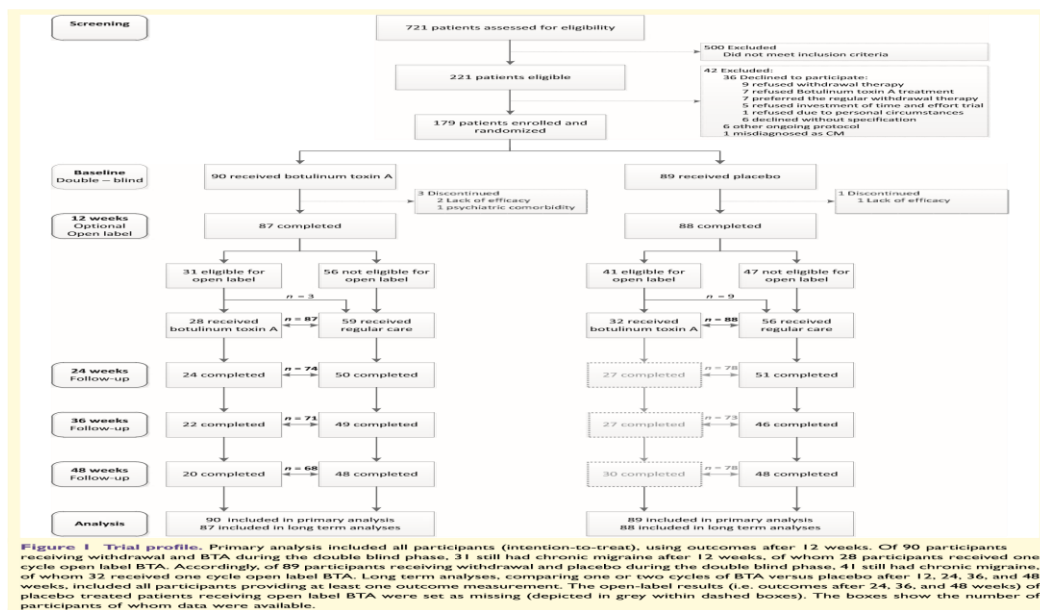 Screening
721 patients assessed for eligibility
500 Excluded
Did not meet inclusion criteria
221 patients eligible
42 Excluded:
36 Declined to participate:
9 refused withdrawal therapy
7 refused Botulinum toxin A treatment
7 preferred the regular withdrawal therapy
5 refused investment of time and effort trial
1 refused due to personal circumstances
6 declined without specification
6 other ongoing protocol
1 misdiagnosed as CM
179 patients enrolled and
randomized
Baseline
Double – blind
90 received botulinum toxin A
89 received placebo
3 Discontinued
2 Lack of efficacy
1 psychiatric comorbidity
1 Discontinued
1 Lack of efficacy
12 weeks
Optional
Open label
87 completed
88 completed
31 eligible for
open label
56 not eligible for
open label
41 eligible for
open label
47 not eligible for
open label
n = 3
n = 9
28 received
botulinum toxin A
n = 87
59 received
regular care
32 received
botulinum toxin A
n = 88
56 received
regular care
24 weeks
Follow-up
24 completed
n = 74
50 completed
27 completed
n = 78
51 completed
36 weeks
Follow-up
22 completed
n = 71
49 completed
27 completed
n = 73
46 completed
48 weeks
Follow-up
20 completed
n = 68
48 completed
30 completed
n = 78
48 completed
Analysis
90 included in primary analysis
87 included in long term analyses
89 included in primary analysis
88 included in long term analyses
Figure 1 Trial profile. Primary analysis included all participants (intention-to-treat), using outcomes after 12 weeks. Of 90 participants
receiving withdrawal and BTA during the double blind phase, 31 still had chronic migraine after 12 weeks, of whom 28 participants received one
cycle open label BTA. Accordingly, of 89 participants receiving withdrawal and placebo during the double blind phase, 41 still had chronic migraine,
of whom 32 received one cycle open label BTA. Long term analyses, comparing one or two cycles of BTA versus placebo after 12, 24, 36, and 48
weeks, included all participants providing at least one outcome measurement. The open-label results (i.e. outcomes after 24, 36, and 48 weeks) of
placebo treated patients receiving open label BTA were set as missing (depicted in grey within dashed boxes). The boxes show the number of
participants of whom data were available.